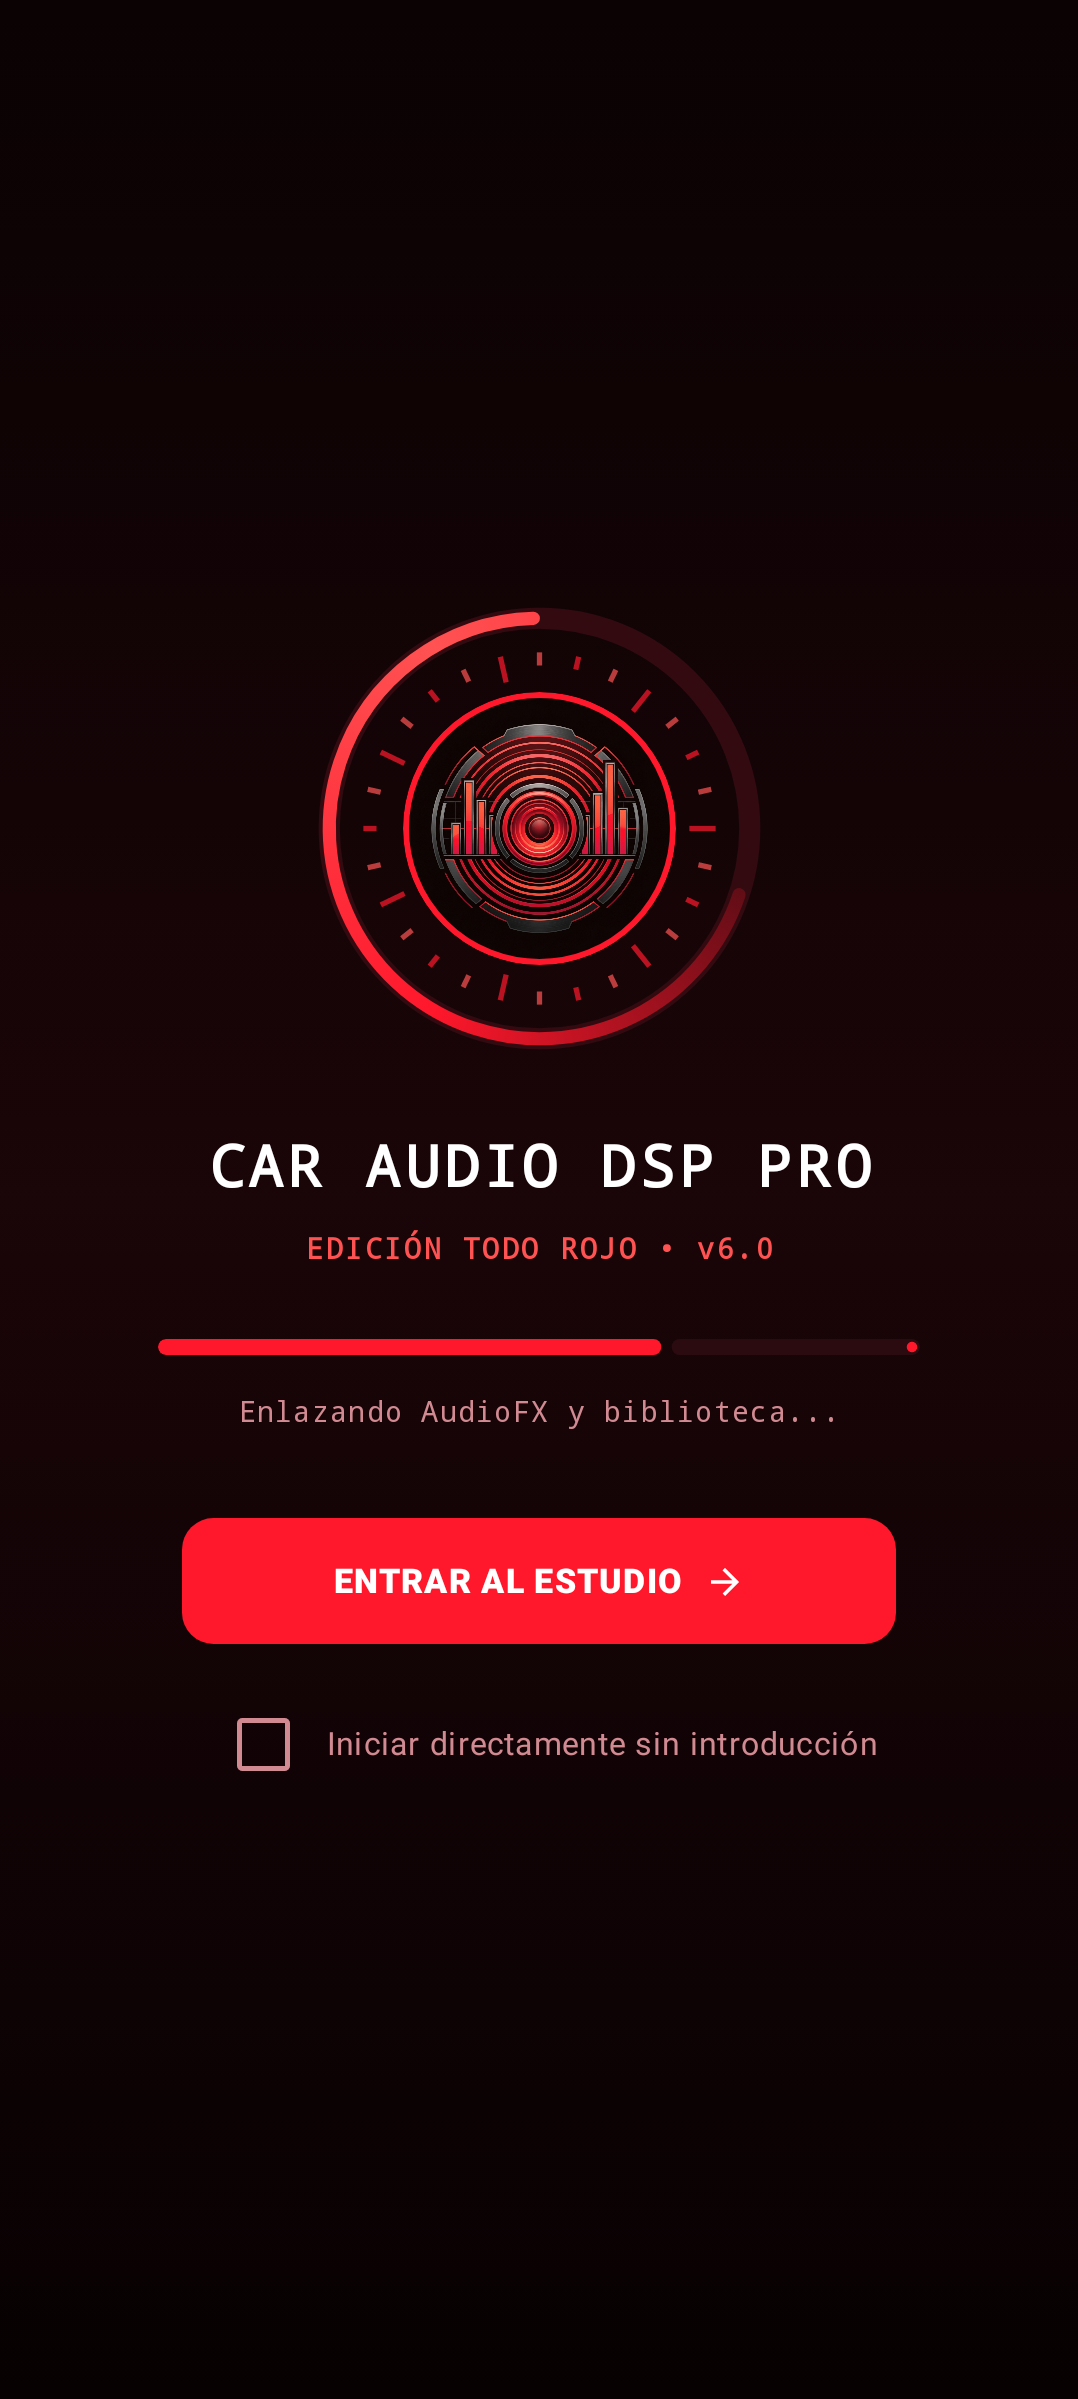 CAR AUDIO DSP PRO
EDICIÓN TODO ROJO • v6.0
Enlazando AudioFX y biblioteca...
ENTRAR AL ESTUDIO →
Iniciar directamente sin introducción